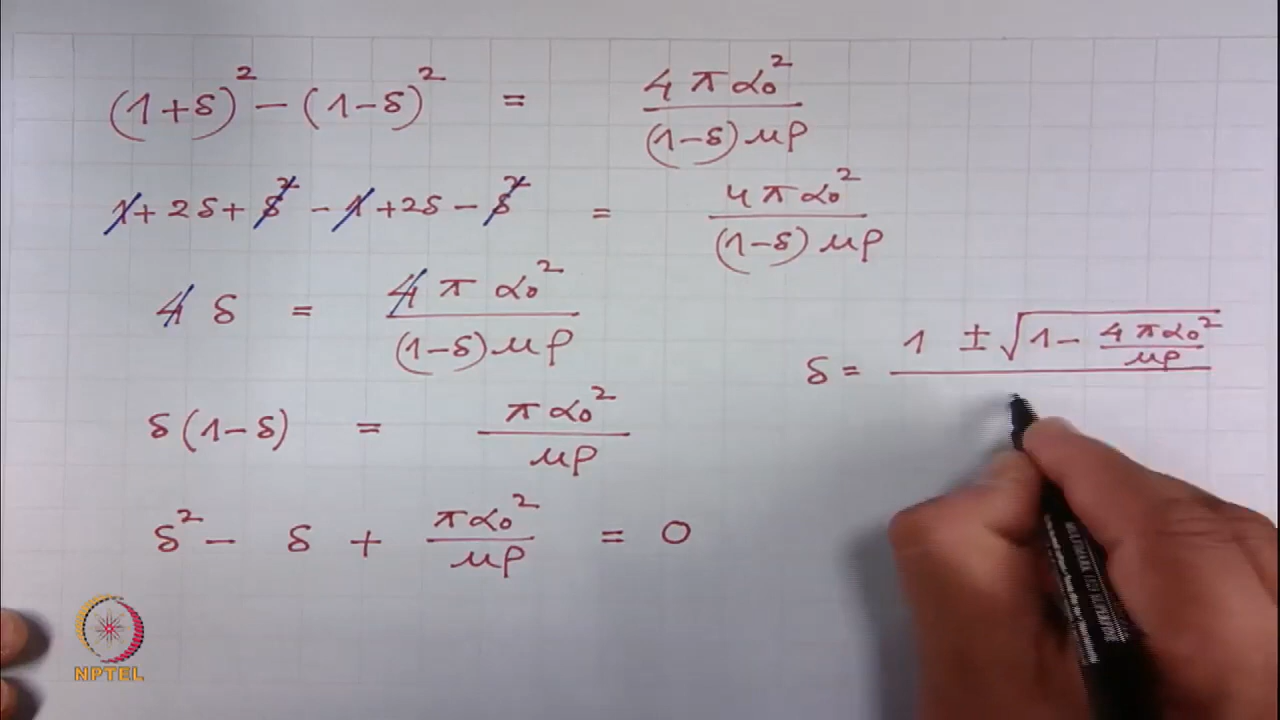 (1+δ)² − (1−δ)² = 4πα₀² / (1−δ)μρ
1 + 2δ + δ² − 1 + 2δ − δ² = 4πα₀² / (1−δ)μρ
4 δ = 4πα₀² / (1−δ)μρ
δ = 1 ± √(1 − 4πα₀²/μρ)
δ(1−δ) = πα₀² / μρ
δ² − δ + πα₀²/μρ = 0
NPTEL